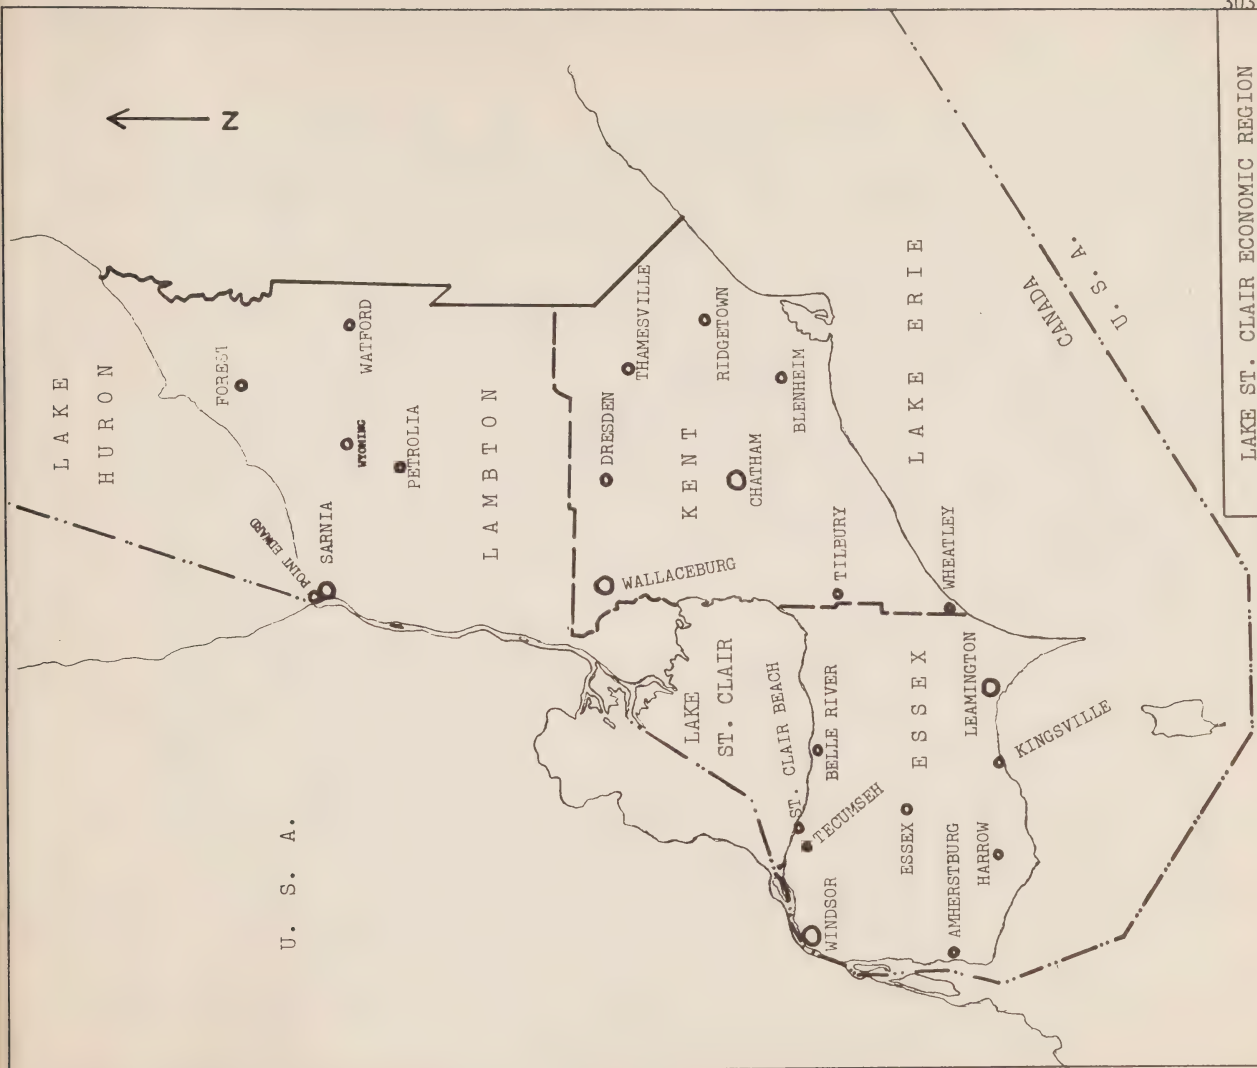 303
LAKE ST. CLAIR ECONOMIC REGION
N
LAKE
HURON
FOREST
WATFORD
WYOMING
PETROLIA
POINT EDWARD
SARNIA
LAMBTON
U. S. A.
THAMESVILLE
DRESDEN
RIDGETOWN
KENT
BLENHEIM
CHATHAM
WALLACEBURG
TILBURY
WHEATLEY
LAKE ERIE
CANADA
U. S. A.
LAKE
ST. CLAIR
ST. CLAIR BEACH
BELLE RIVER
TECUMSEH
ESSEX
LEAMINGTON
KINGSVILLE
ESSEX
WINDSOR
AMHERSTBURG
HARROW